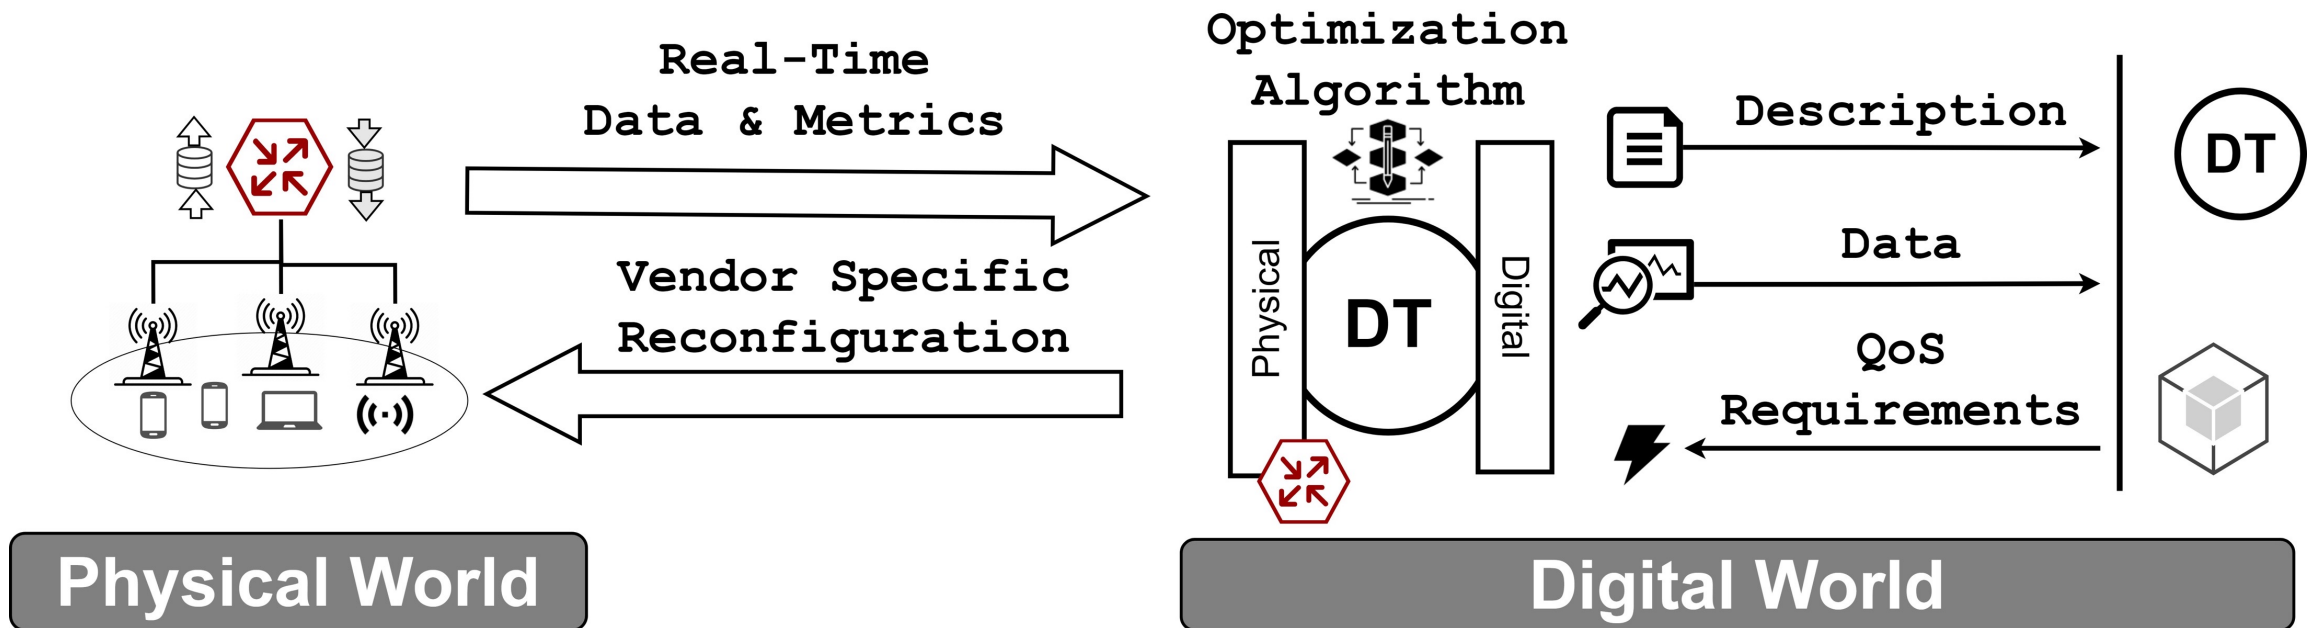 Real-Time
Data & Metrics
Vendor Specific
Reconfiguration
Optimization
Algorithm
Physical
DT
Digital
Description
Data
QoS
Requirements
DT
Physical World
Digital World